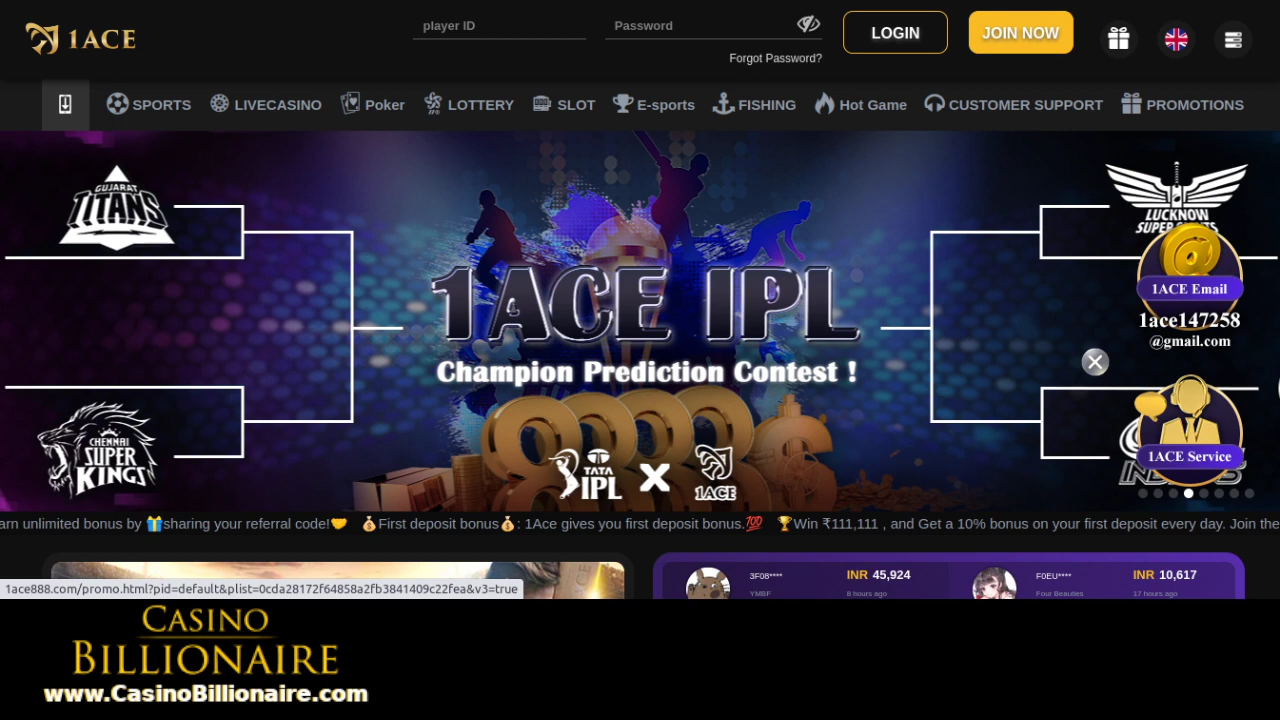 1ACE
player ID
Password
LOGIN
JOIN NOW
Forgot Password?
SPORTS
LIVECASINO
Poker
LOTTERY
SLOT
E-sports
FISHING
Hot Game
CUSTOMER SUPPORT
PROMOTIONS
GUJARAT
TITANS
LUCKNOW
1ACE Email
1ace147258
@gmail.com
1ACE IPL
Champion Prediction Contest !
CHENNAI
SUPER
KINGS
TATA
IPL
X
1ACE
1ACE Service
arn unlimited bonus by 🎁sharing your referral code!🤝 💰First deposit bonus💰: 1Ace gives you first deposit bonus.💯 🏆Win ₹111,111 , and Get a 10% bonus on your first deposit every day. Join the
3F08****
INR 45,924
F0EU****
INR 10,617
YMBF
8 hours ago
Four Beauties
17 hours ago
1ace888.com/promo.html?pid=default&plist=0cda28172f64858a2fb3841409c22fea&v3=true
CASINO
BILLIONAIRE
www.CasinoBillionaire.com